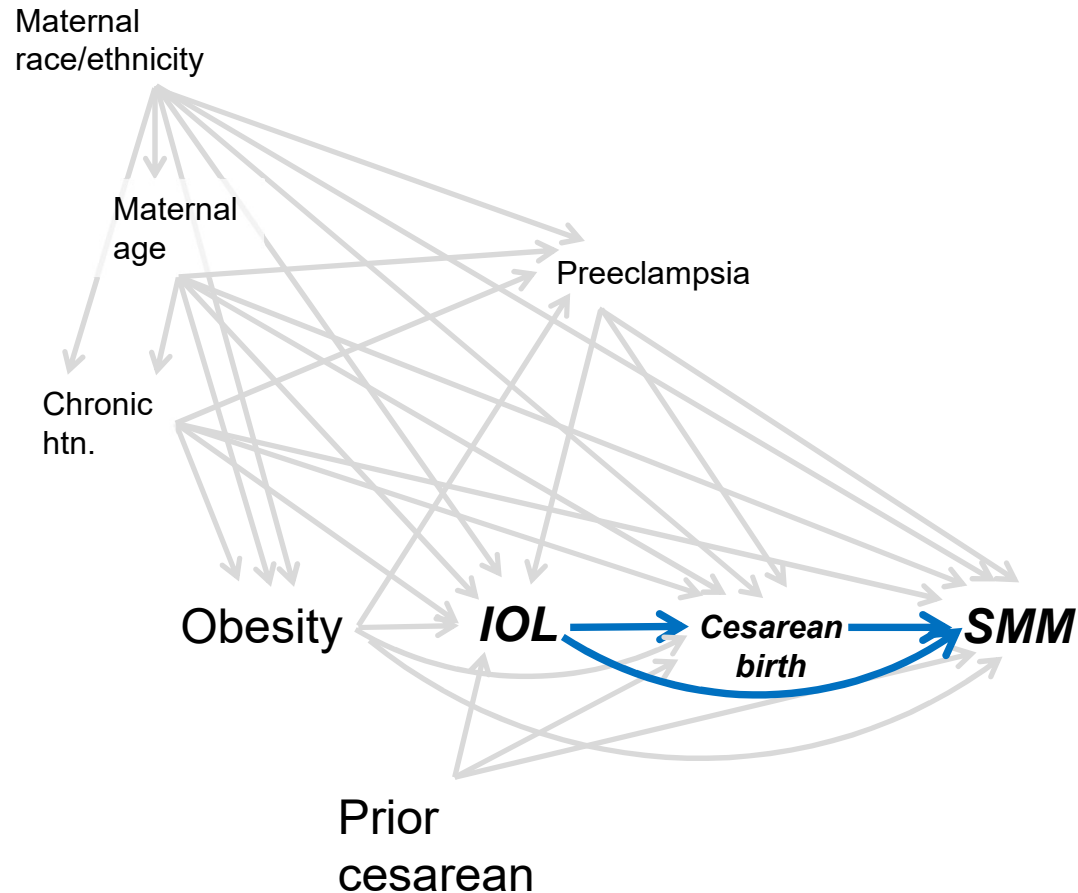 Maternal
race/ethnicity
Maternal
age
Preeclampsia
Chronic
htn.
Obesity
IOL
Cesarean
birth
SMM
Prior
cesarean